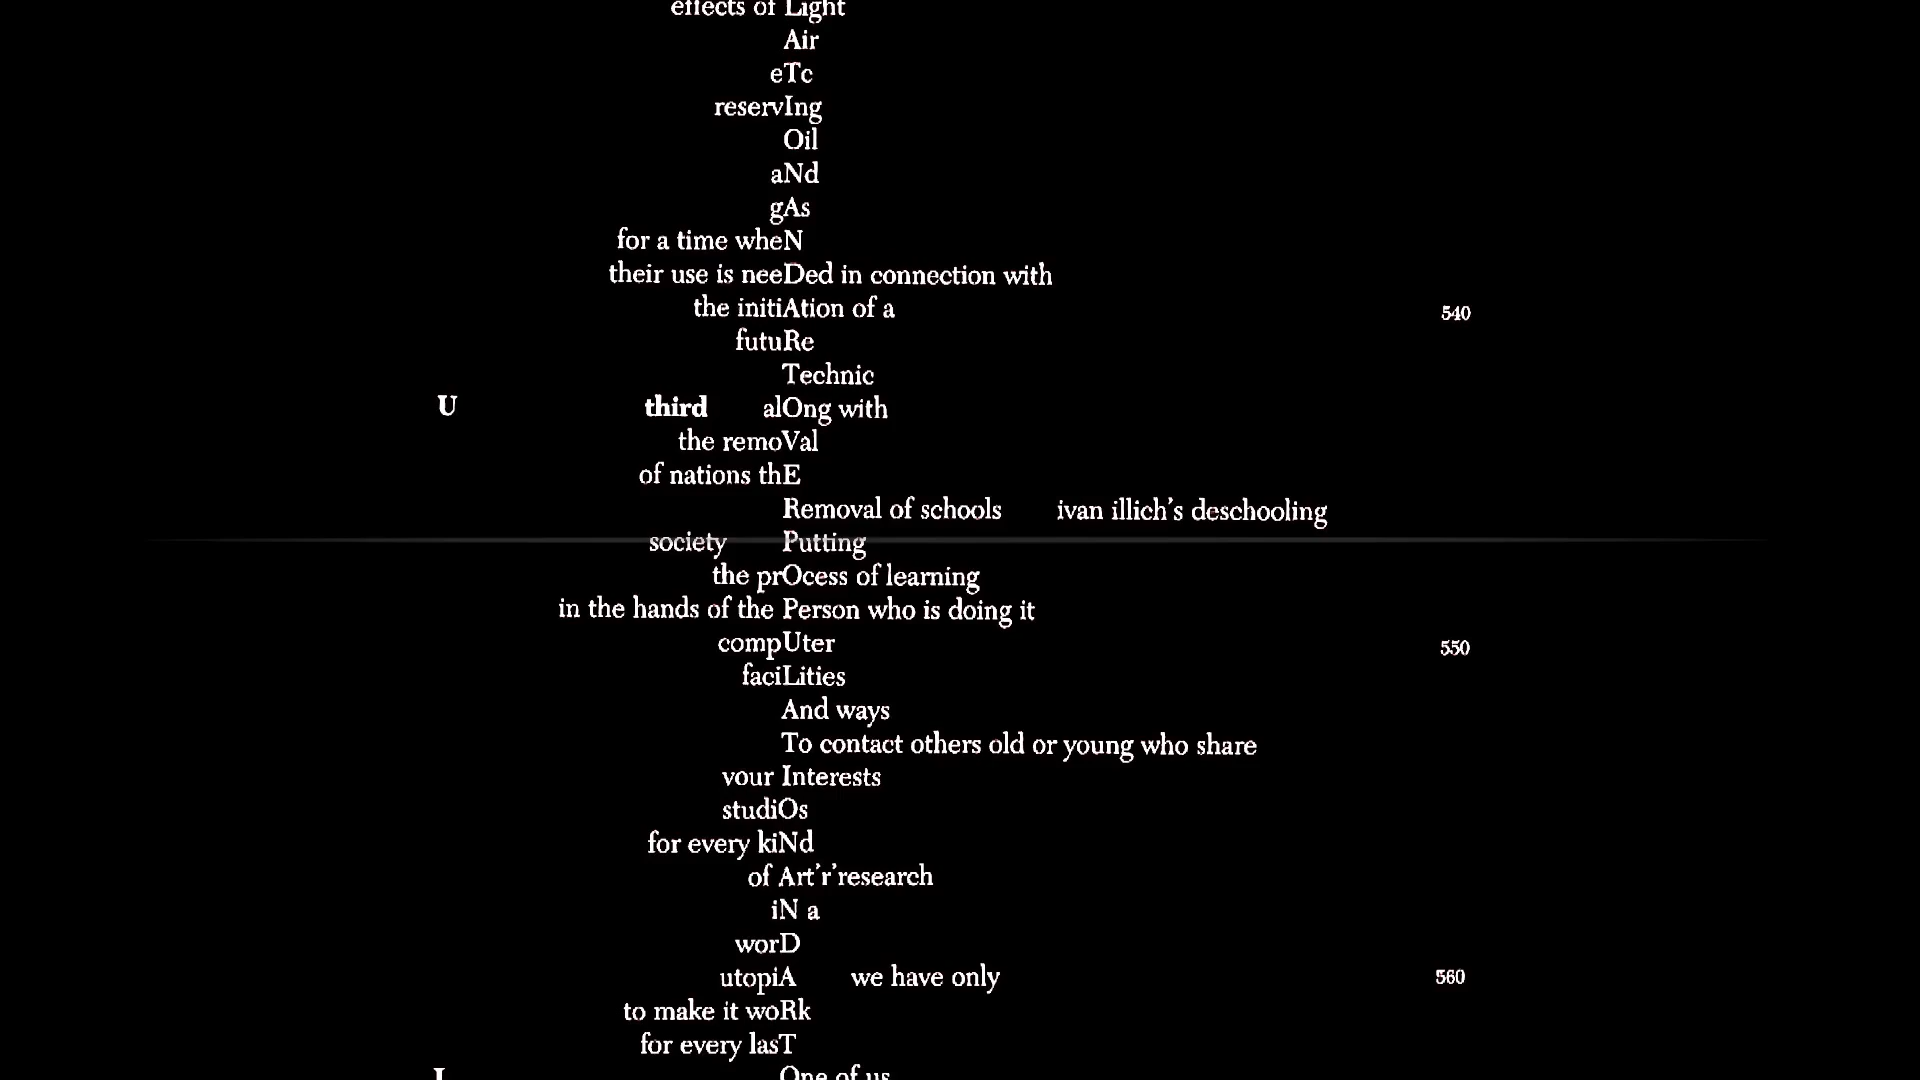 effects of Light
Air
eTc
reservIng
Oil
aNd
gAs
for a time wheN
their use is neeDed in connection with
the initiAtion of a 540
futuRe
Technic
U third alOng with
the remoVal
of nations thE
Removal of schools ivan illich's deschooling
society Putting
the prOcess of learning
in the hands of the Person who is doing it
compUter 550
faciLities
And ways
To contact others old or young who share
your Interests
studiOs
for every kiNd
of Art'r'research
iN a
worD
utopiA we have only 560
to make it woRk
for every lasT
One of us